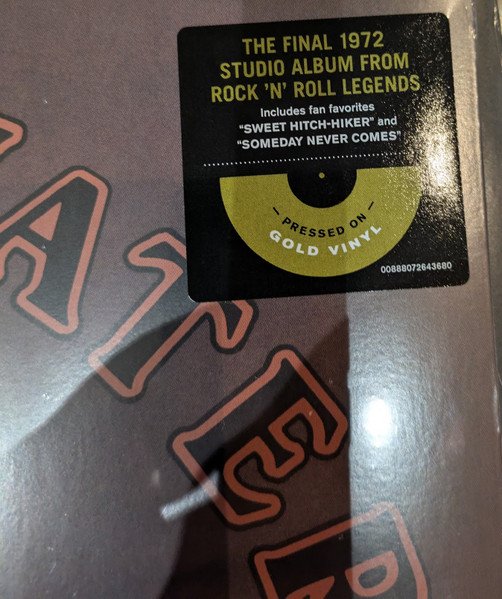 THE FINAL 1972
STUDIO ALBUM FROM
ROCK 'N' ROLL LEGENDS
Includes fan favorites
"SWEET HITCH-HIKER" and
"SOMEDAY NEVER COMES"
— PRESSED ON —
GOLD VINYL
00888072643680
ATER